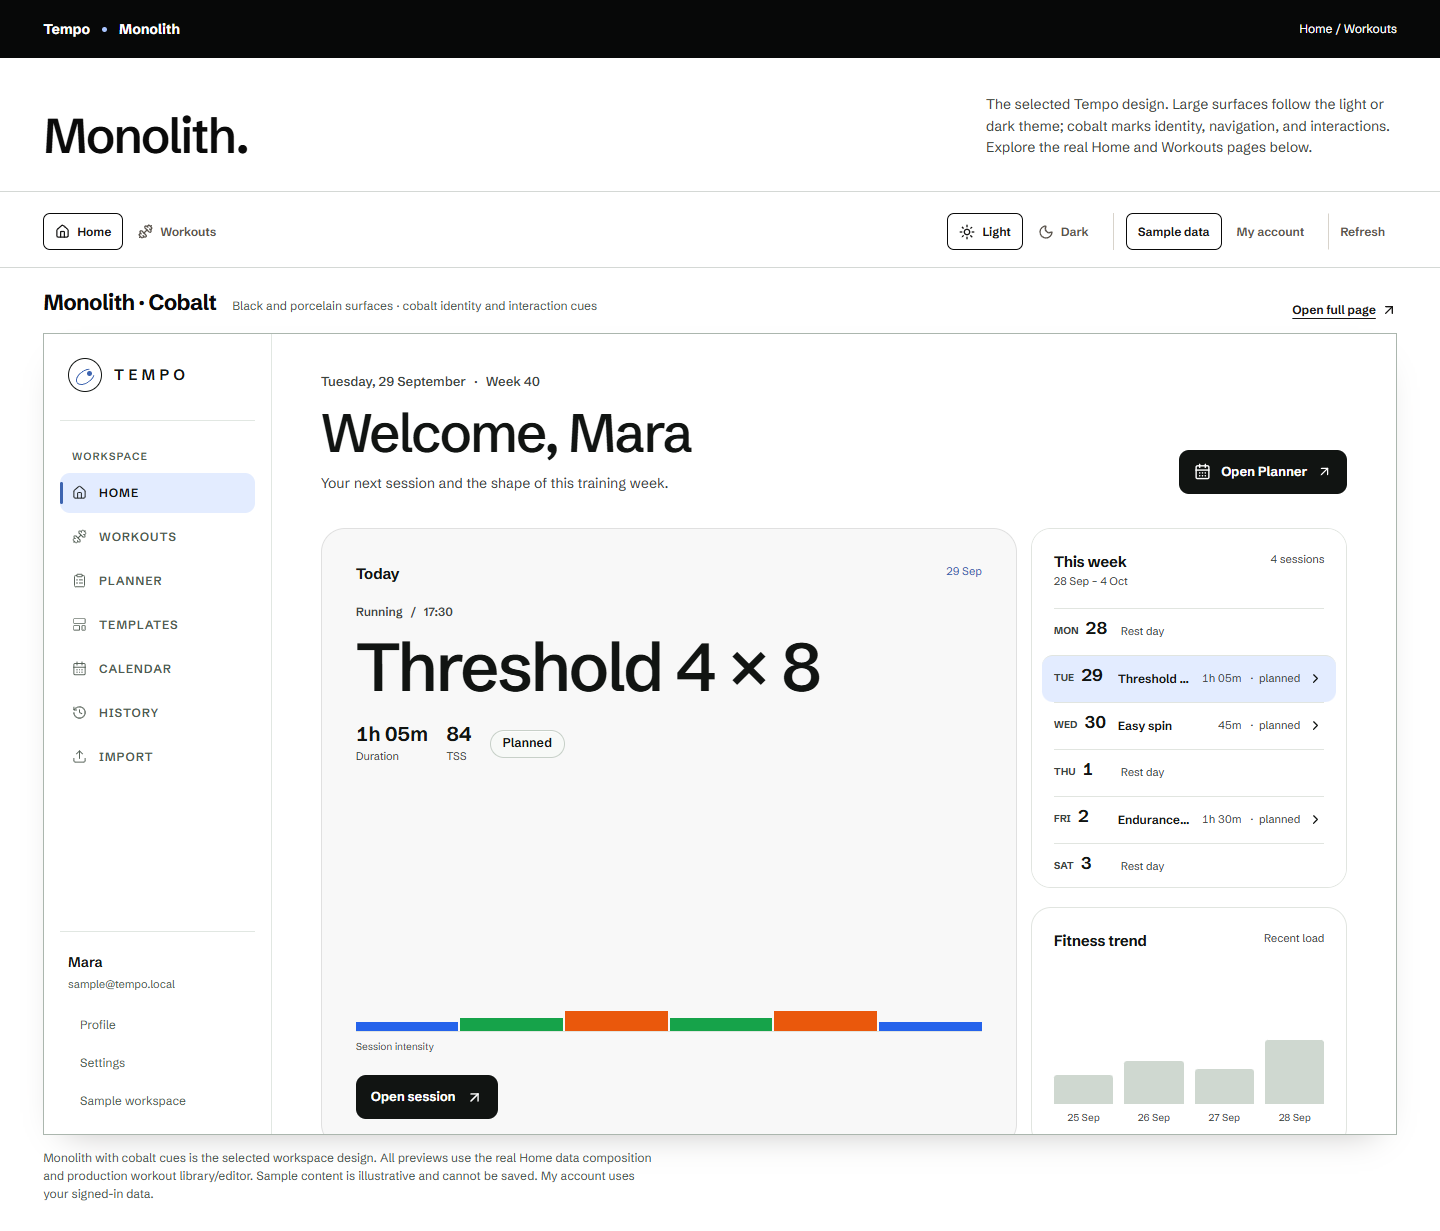 Tempo • Monolith
Home / Workouts
Monolith.
The selected Tempo design. Large surfaces follow the light or
dark theme; cobalt marks identity, navigation, and interactions.
Explore the real Home and Workouts pages below.
Home
Workouts
Light
Dark
Sample data
My account
Refresh
Monolith · Cobalt
Black and porcelain surfaces · cobalt identity and interaction cues
Open full page
TEMPO
WORKSPACE
HOME
WORKOUTS
PLANNER
TEMPLATES
CALENDAR
HISTORY
IMPORT
Mara
sample@tempo.local
Profile
Settings
Sample workspace
Tuesday, 29 September · Week 40
Welcome, Mara
Your next session and the shape of this training week.
Open Planner
Today
29 Sep
Running / 17:30
Threshold 4 × 8
1h 05m
Duration
84
TSS
Planned
Session intensity
Open session
This week
4 sessions
28 Sep – 4 Oct
MON 28 Rest day
TUE 29 Threshold ... 1h 05m · planned
WED 30 Easy spin 45m · planned
THU 1 Rest day
FRI 2 Endurance... 1h 30m · planned
SAT 3 Rest day
Fitness trend
Recent load
25 Sep
26 Sep
27 Sep
28 Sep
Monolith with cobalt cues is the selected workspace design. All previews use the real Home data composition
and production workout library/editor. Sample content is illustrative and cannot be saved. My account uses
your signed-in data.